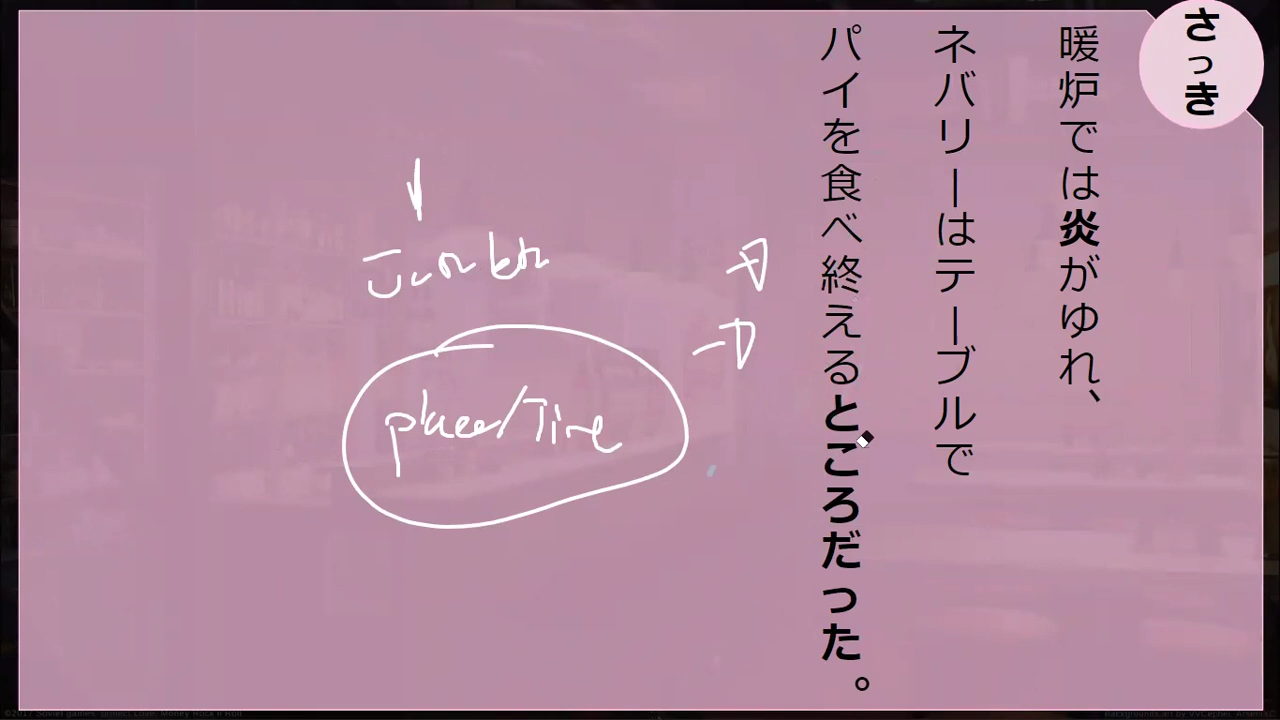 さっき
暖炉では炎がゆれ、
ネバリーはテーブルで
パイを食べ終えるところだった。
place/Time